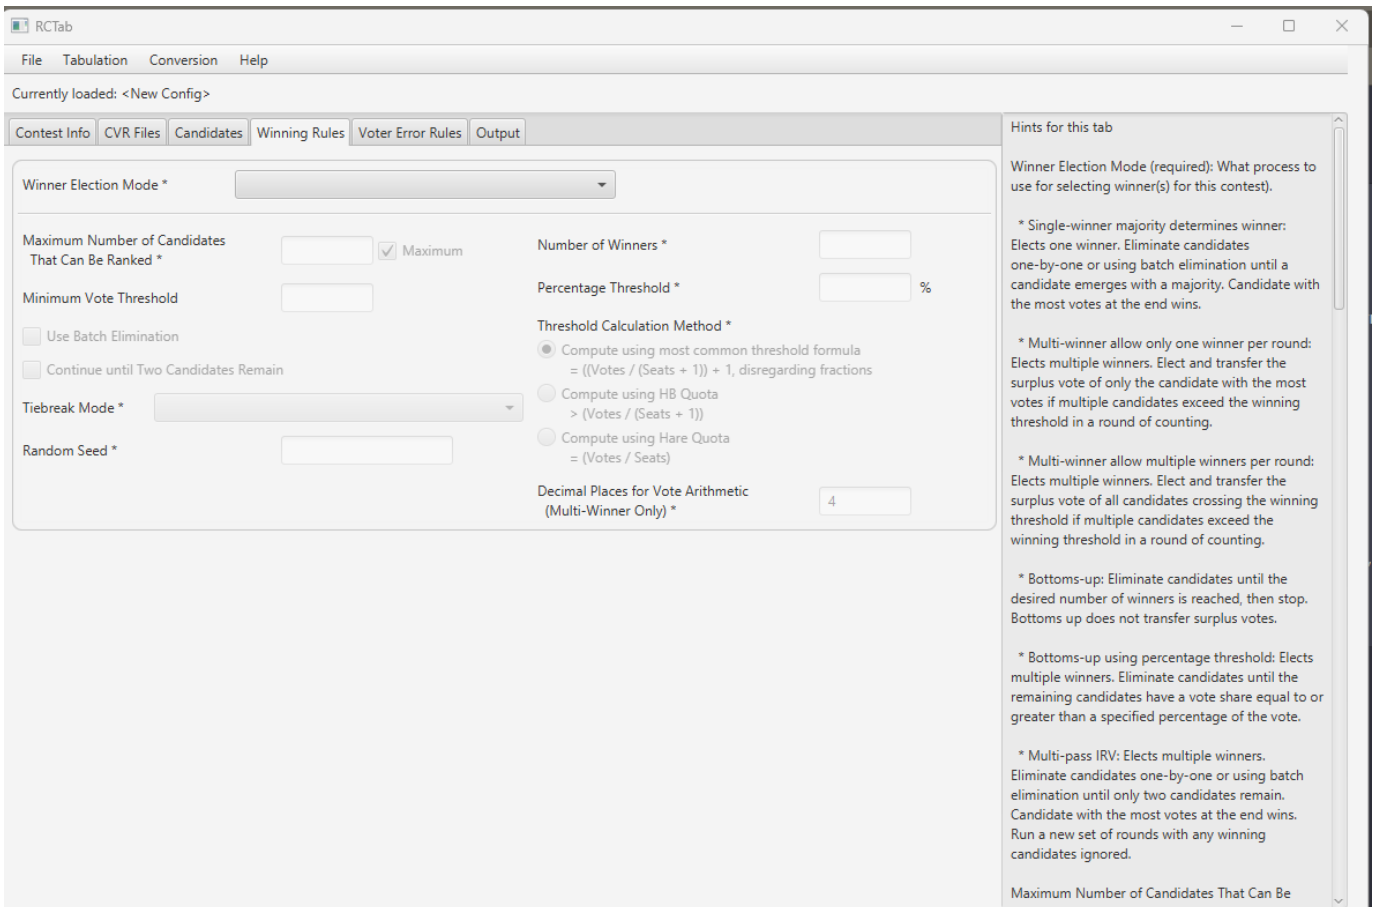 RCTab
File Tabulation Conversion Help
Currently loaded: <New Config>
Contest Info CVR Files Candidates Winning Rules Voter Error Rules Output
Winner Election Mode *
Maximum Number of Candidates
That Can Be Ranked *
Maximum
Minimum Vote Threshold
Use Batch Elimination
Continue until Two Candidates Remain
Tiebreak Mode *
Random Seed *
Number of Winners *
Percentage Threshold *
%
Threshold Calculation Method *
Compute using most common threshold formula
= ((Votes / (Seats + 1)) + 1, disregarding fractions
Compute using HB Quota
> (Votes / (Seats + 1))
Compute using Hare Quota
= (Votes / Seats)
Decimal Places for Vote Arithmetic
(Multi-Winner Only) *
4
Hints for this tab
Winner Election Mode (required): What process to
use for selecting winner(s) for this contest).
* Single-winner majority determines winner:
Elects one winner. Eliminate candidates
one-by-one or using batch elimination until a
candidate emerges with a majority. Candidate with
the most votes at the end wins.
* Multi-winner allow only one winner per round:
Elects multiple winners. Elect and transfer the
surplus vote of only the candidate with the most
votes if multiple candidates exceed the winning
threshold in a round of counting.
* Multi-winner allow multiple winners per round:
Elects multiple winners. Elect and transfer the
surplus vote of all candidates crossing the winning
threshold if multiple candidates exceed the
winning threshold in a round of counting.
* Bottoms-up: Eliminate candidates until the
desired number of winners is reached, then stop.
Bottoms up does not transfer surplus votes.
* Bottoms-up using percentage threshold: Elects
multiple winners. Eliminate candidates until the
remaining candidates have a vote share equal to or
greater than a specified percentage of the vote.
* Multi-pass IRV: Elects multiple winners.
Eliminate candidates one-by-one or using batch
elimination until only two candidates remain.
Candidate with the most votes at the end wins.
Run a new set of rounds with any winning
candidates ignored.
Maximum Number of Candidates That Can Be